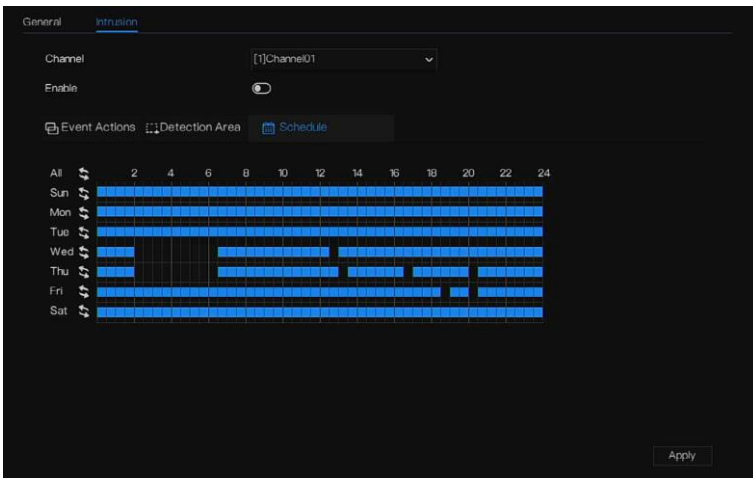 General Intrusion
Channel [1]Channel01
Enable
Event Actions Detection Area Schedule
All 2 4 6 8 10 12 14 16 18 20 22 24
Sun
Mon
Tue
Wed
Thu
Fri
Sat
Apply